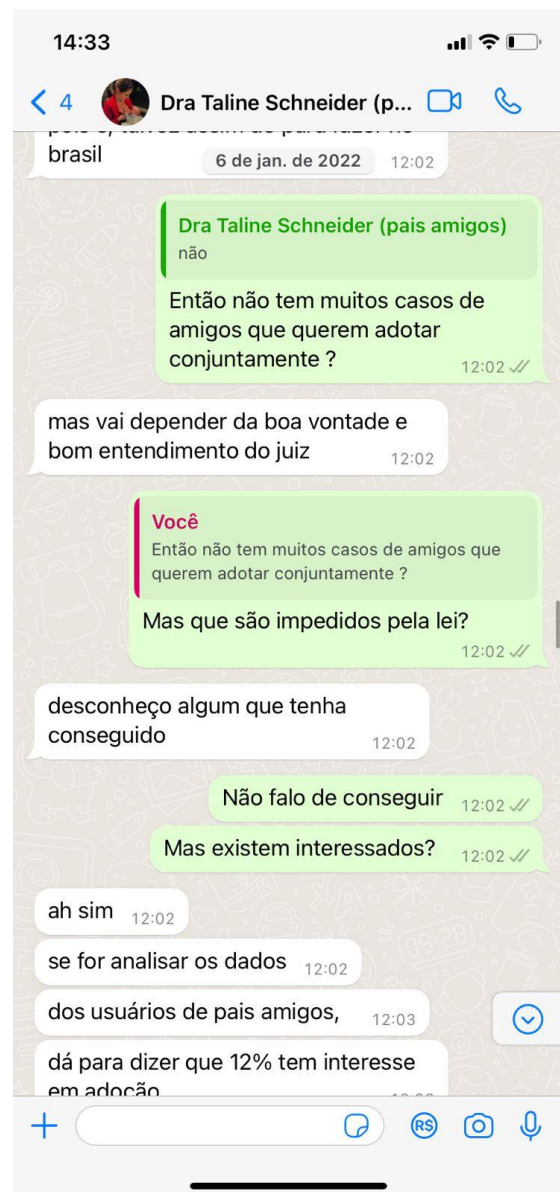 14:33
4
Dra Taline Schneider (p...
brasil
6 de jan. de 2022
12:02
Dra Taline Schneider (pais amigos)
não
Então não tem muitos casos de
amigos que querem adotar
conjuntamente ?
12:02
mas vai depender da boa vontade e
bom entendimento do juiz
12:02
Você
Então não tem muitos casos de amigos que
querem adotar conjuntamente ?
Mas que são impedidos pela lei?
12:02
desconheço algum que tenha
conseguido
12:02
Não falo de conseguir 12:02
Mas existem interessados? 12:02
ah sim 12:02
se for analisar os dados 12:02
dos usuários de pais amigos, 12:03
dá para dizer que 12% tem interesse
em adoção
R$